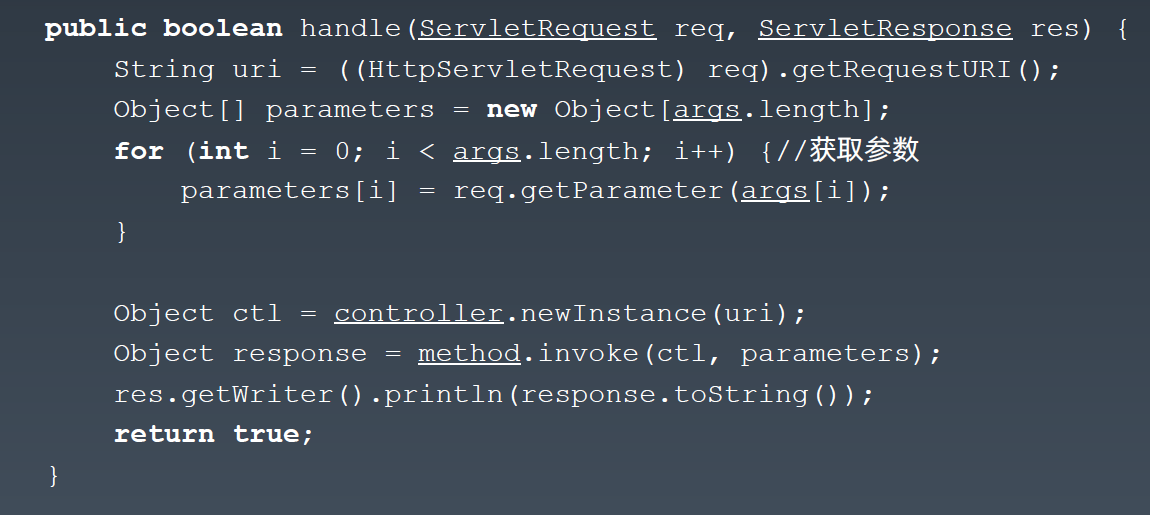 public boolean handle(ServletRequest req, ServletResponse res) {
    String uri = ((HttpServletRequest) req).getRequestURI();
    Object[] parameters = new Object[args.length];
    for (int i = 0; i < args.length; i++) {//获取参数
        parameters[i] = req.getParameter(args[i]);
    }
    Object ctl = controller.newInstance(uri);
    Object response = method.invoke(ctl, parameters);
    res.getWriter().println(response.toString());
    return true;
}